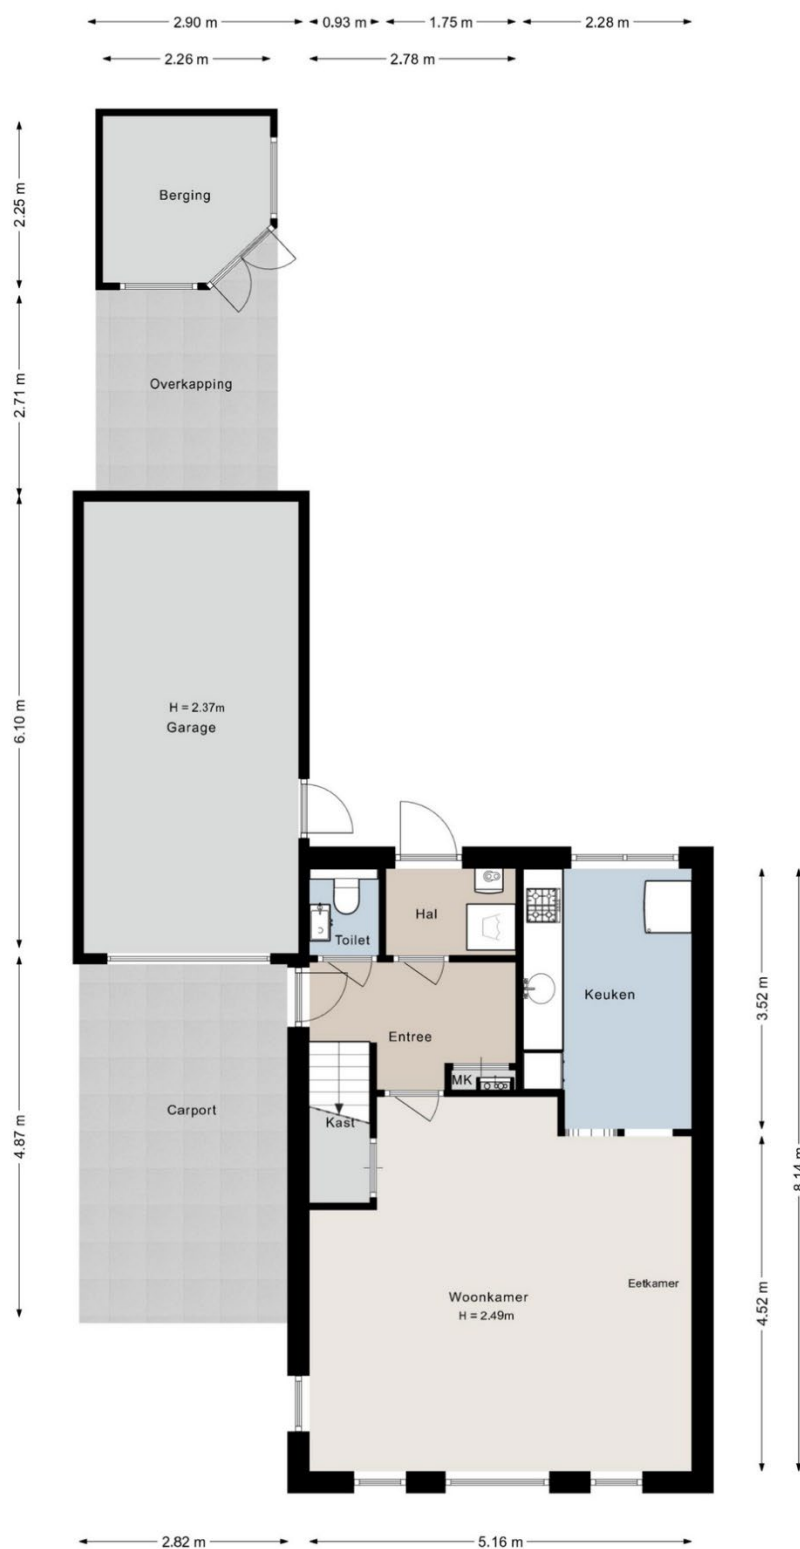 2.90 m 0.93 m 1.75 m 2.28 m
2.26 m 2.78 m
Berging
2.25 m
Overkapping
2.71 m
H = 2.37m
Garage
6.10 m
Hal
Toilet
Keuken
3.52 m
Entree
MK
Carport
Kast
4.87 m
8.14 m
Eetkamer
Woonkamer
H = 2.49m
4.52 m
2.82 m 5.16 m